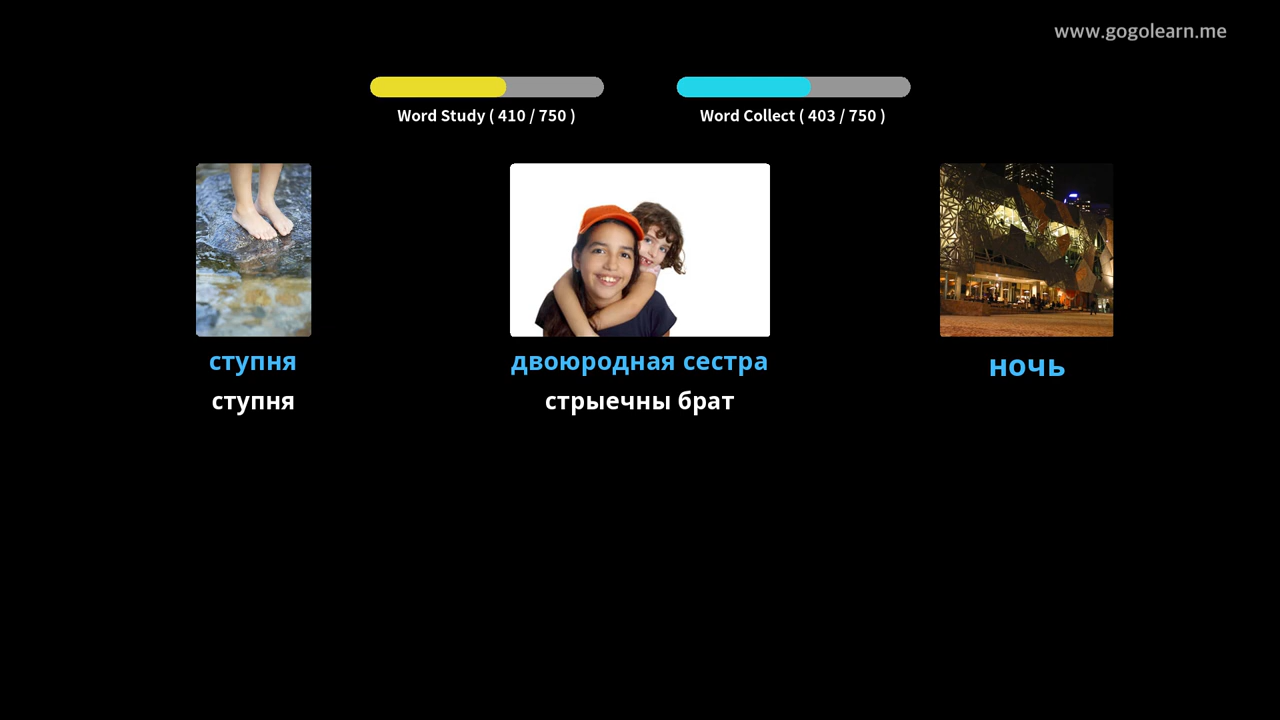 www.gogolearn.me
Word Study ( 410 / 750 )
Word Collect ( 403 / 750 )
ступня
ступня
двоюродная сестра
стрыечны брат
ночь